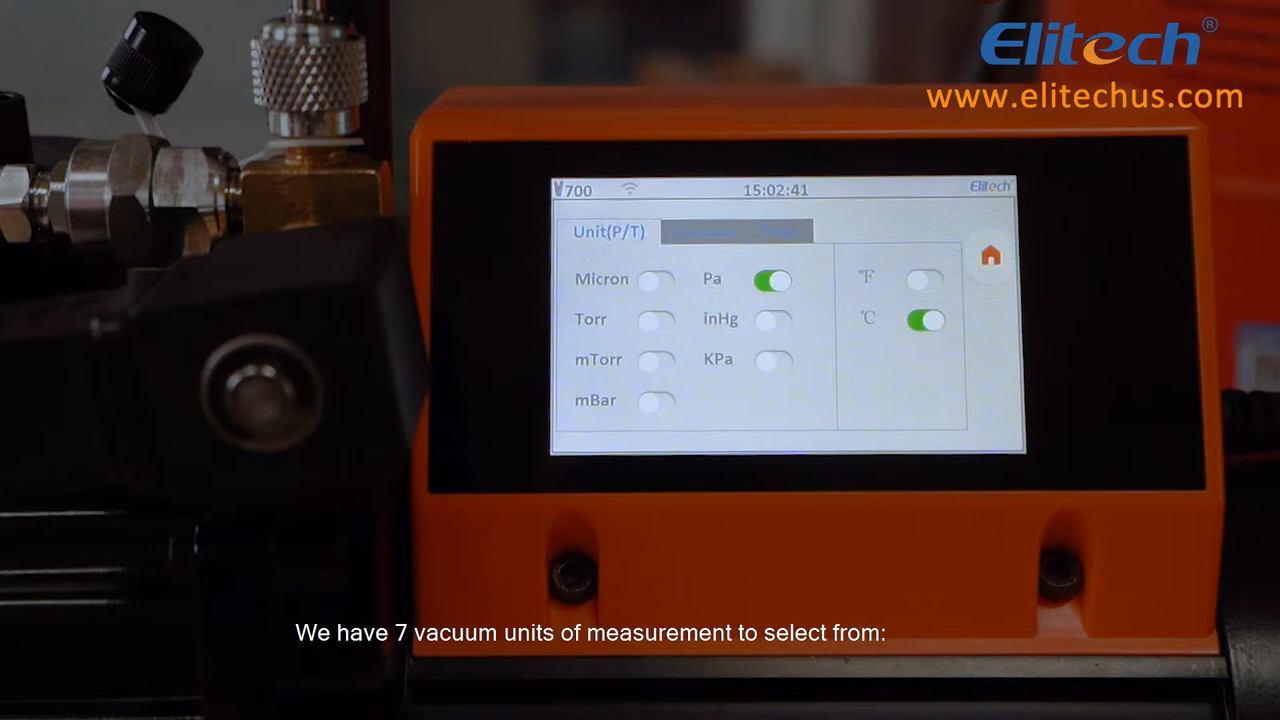 Elitech®
www.elitechus.com
V700
15:02:41
Elitech
Unit(P/T)
Micron
Pa
℉
Torr
inHg
℃
mTorr
KPa
mBar
We have 7 vacuum units of measurement to select from: